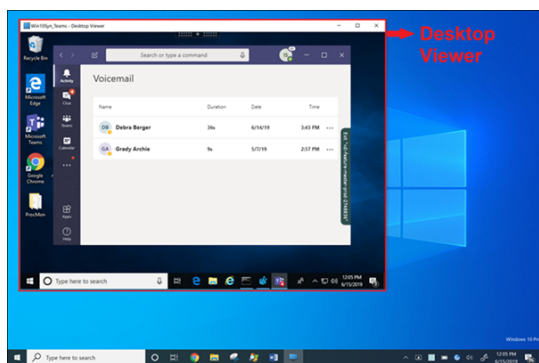 Win10Syn_Teams - Desktop Viewer
Desktop
Viewer
Recycle Bin
Search or type a command
Microsoft
Edge
Activity
Chat
Teams
Calendar
Microsoft
Teams
Google
Chrome
ProcMon
Apps
Help
Voicemail
Name Duration Date Time
DB Debra Berger 38s 6/14/19 3:43 PM
GA Grady Archie 9s 5/7/19 2:57 PM
Type here to search
12:05 PM
6/15/2019
Windows 10 Pro
Type here to search
12:05 PM
6/15/2019